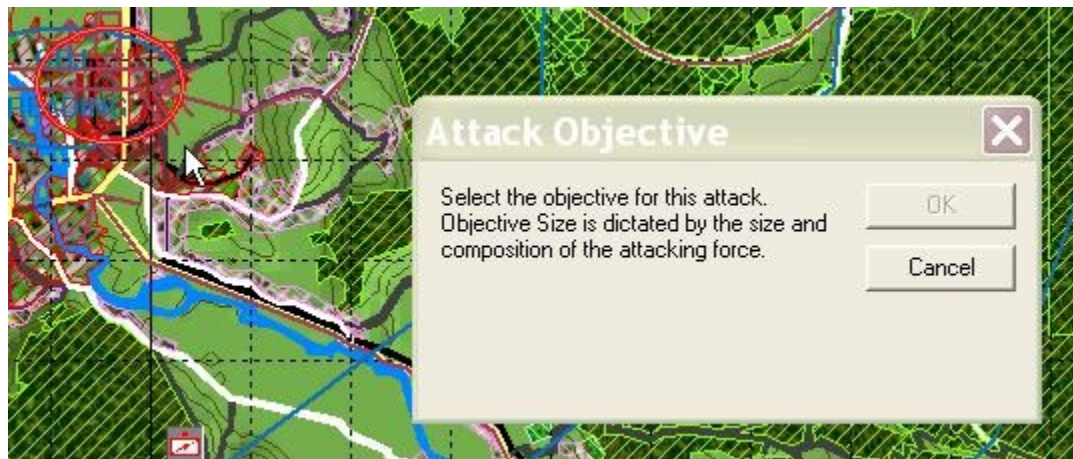 Attack Objective
Select the objective for this attack.
Objective Size is dictated by the size and
composition of the attacking force.
OK
Cancel